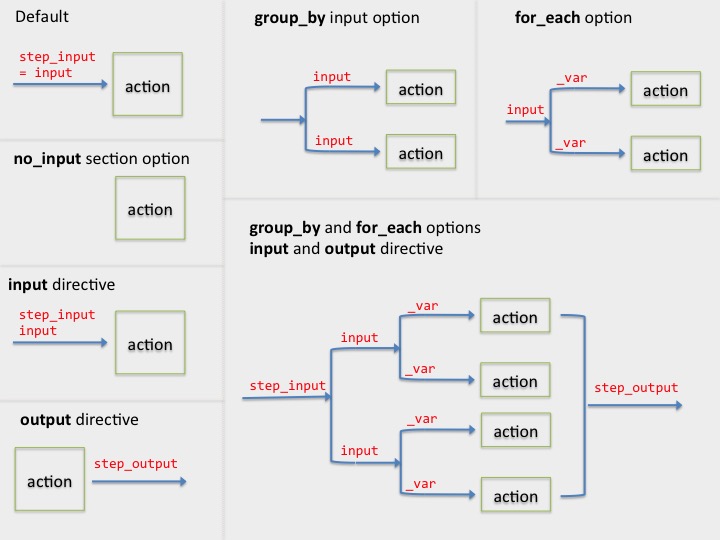 Default
step_input
= input
action
no_input section option
action
input directive
step_input
input
action
output directive
action
step_output
group_by input option
input
action
input
action
for_each option
input
_var
action
_var
action
group_by and for_each options
input and output directive
step_input
input
_var
action
_var
action
input
_var
action
_var
action
step_output